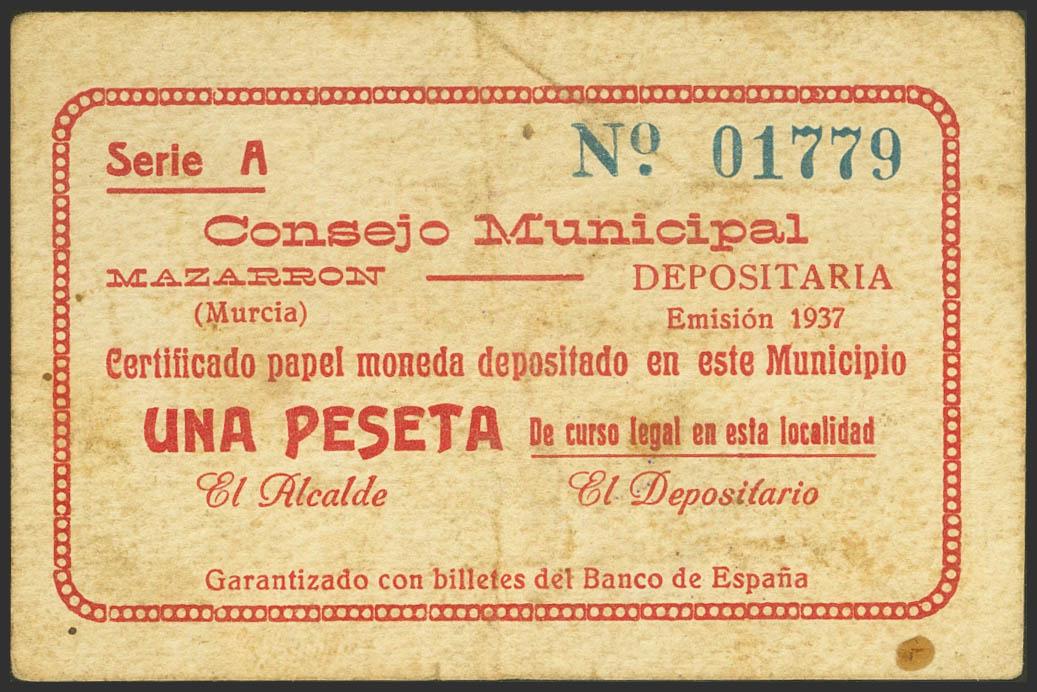 Serie A
Nº. 01779
Consejo Municipal
MAZARRON
DEPOSITARIA
(Murcia)
Emisión 1937
Certificado papel moneda depositado en este Municipio
UNA PESETA De curso legal en esta localidad
El Alcalde
El Depositario
Garantizado con billetes del Banco de España